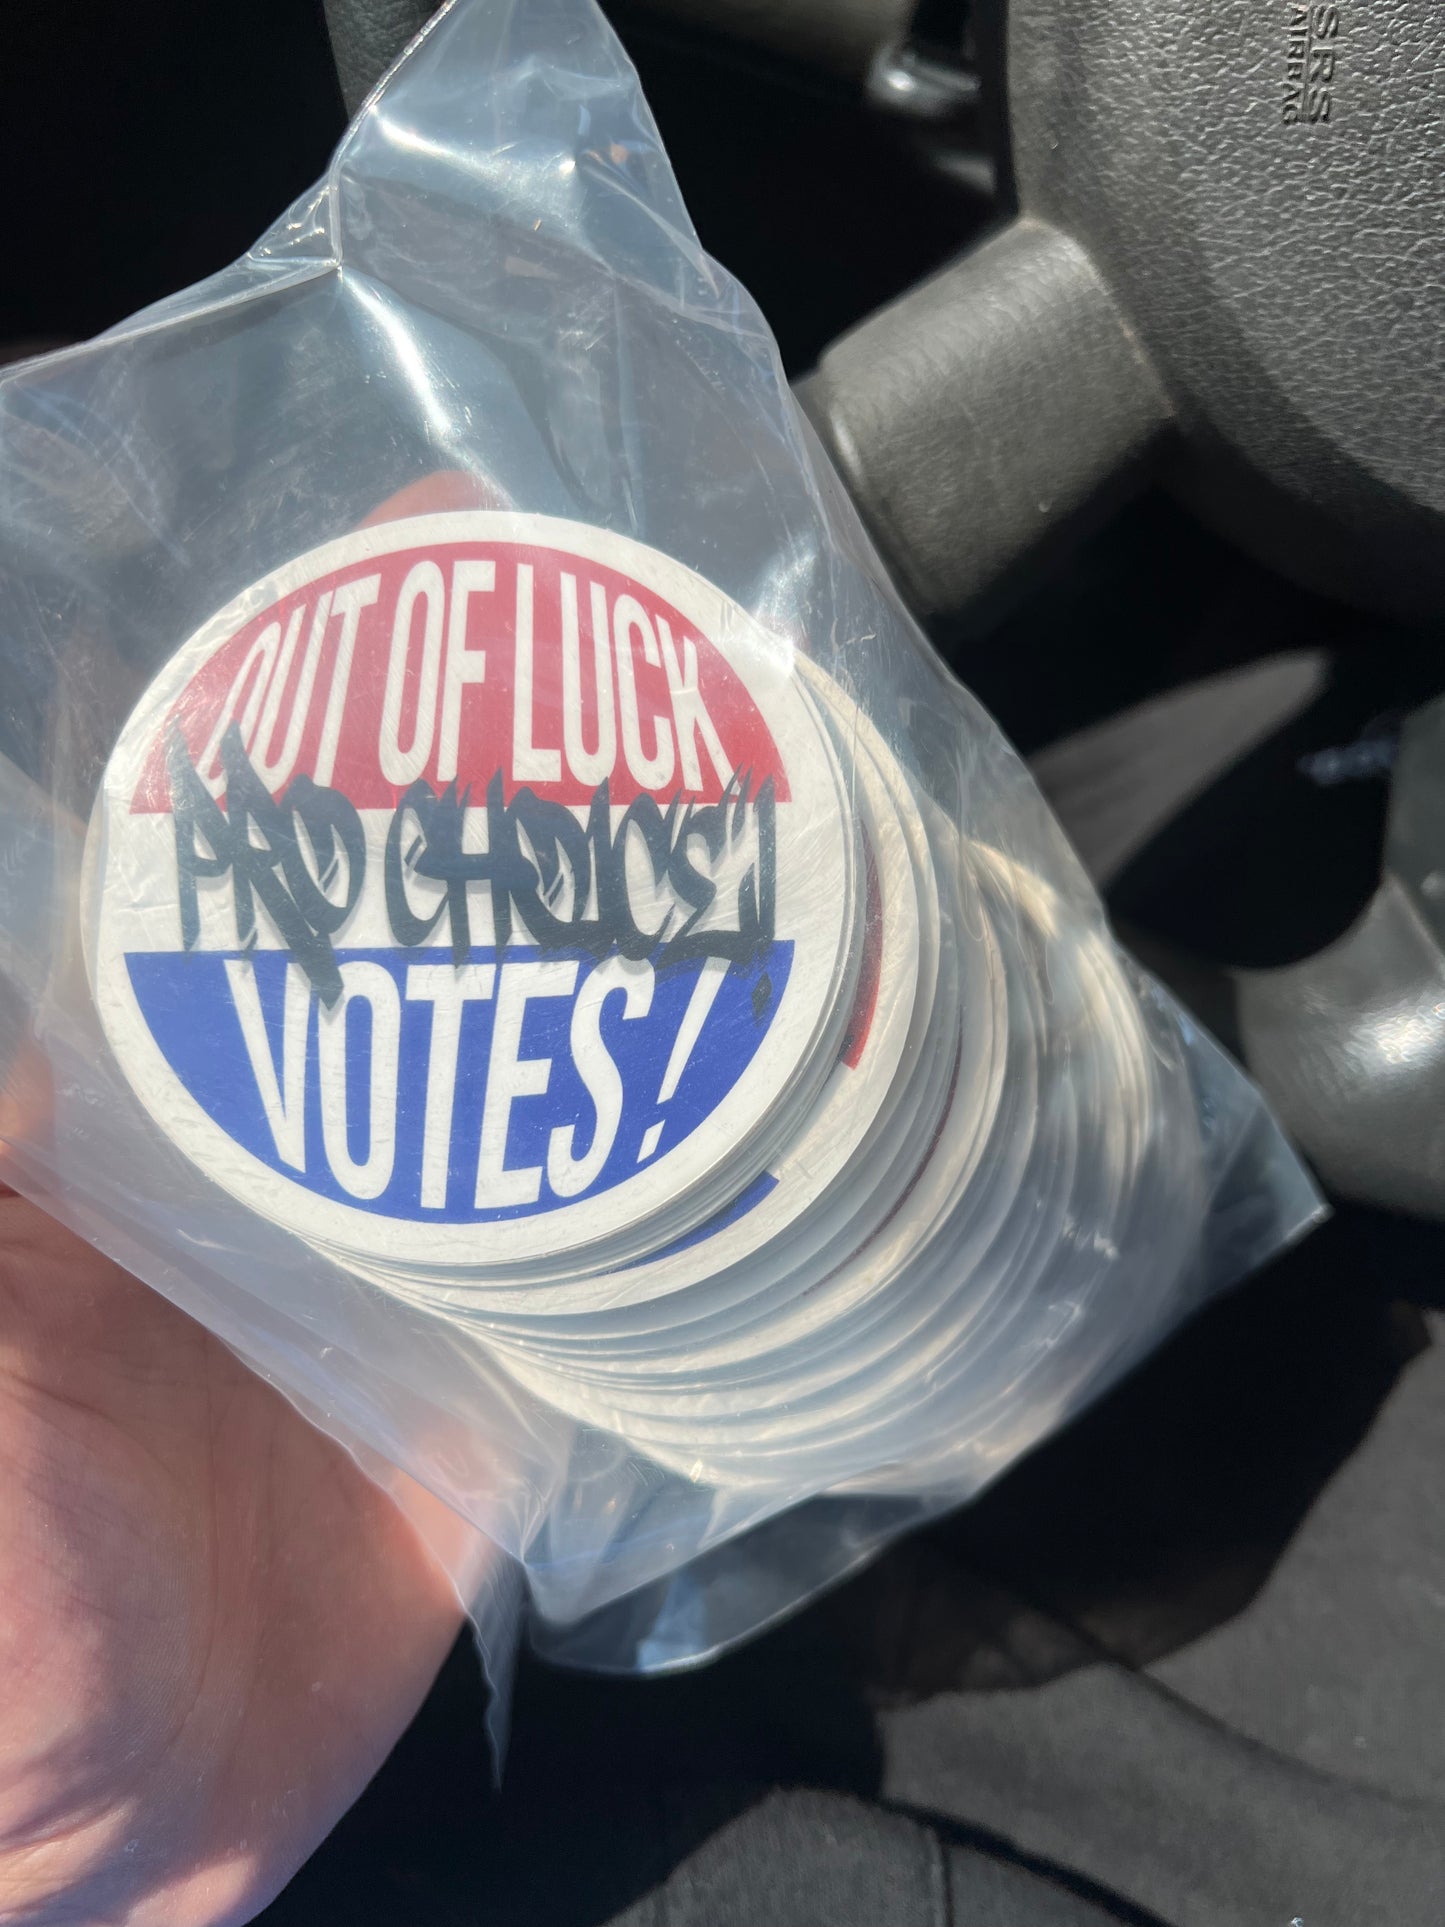 SRS
AIRBAG
OUT OF LUCK
PRO CHOICE!
VOTES!